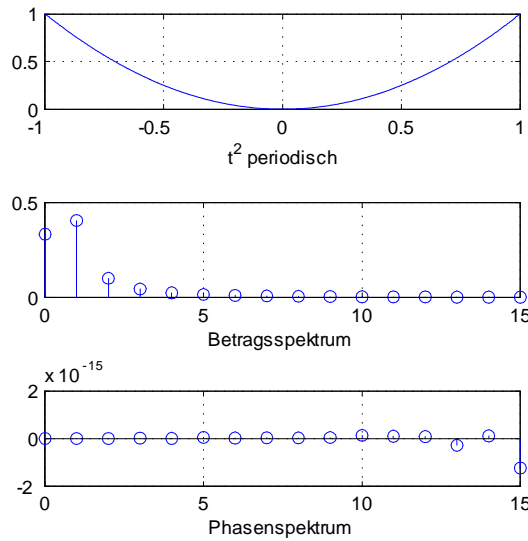 1
0.5
0
-1 -0.5 0 0.5 1
t² periodisch
0.5
0
0 5 10 15
Betragsspektrum
x 10⁻¹⁵
2
0
-2
0 5 10 15
Phasenspektrum